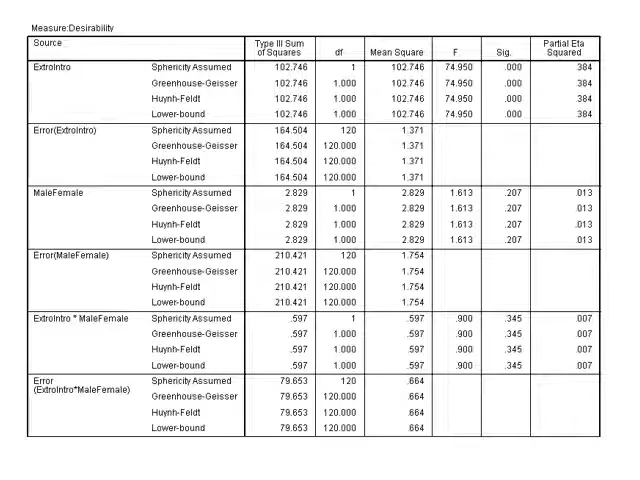 Measure:Desirability
Source Type III Sum of Squares df Mean Square F Sig. Partial Eta Squared
ExtroIntro Sphericity Assumed 102.746 1 102.746 74.950 .000 .384
Greenhouse-Geisser 102.746 1.000 102.746 74.950 .000 .384
Huynh-Feldt 102.746 1.000 102.746 74.950 .000 .384
Lower-bound 102.746 1.000 102.746 74.950 .000 .384
Error(ExtroIntro) Sphericity Assumed 164.504 120 1.371
Greenhouse-Geisser 164.504 120.000 1.371
Huynh-Feldt 164.504 120.000 1.371
Lower-bound 164.504 120.000 1.371
MaleFemale Sphericity Assumed 2.829 1 2.829 1.613 .207 .013
Greenhouse-Geisser 2.829 1.000 2.829 1.613 .207 .013
Huynh-Feldt 2.829 1.000 2.829 1.613 .207 .013
Lower-bound 2.829 1.000 2.829 1.613 .207 .013
Error(MaleFemale) Sphericity Assumed 210.421 120 1.754
Greenhouse-Geisser 210.421 120.000 1.754
Huynh-Feldt 210.421 120.000 1.754
Lower-bound 210.421 120.000 1.754
ExtroIntro * MaleFemale Sphericity Assumed .597 1 .597 .900 .345 .007
Greenhouse-Geisser .597 1.000 .597 .900 .345 .007
Huynh-Feldt .597 1.000 .597 .900 .345 .007
Lower-bound .597 1.000 .597 .900 .345 .007
Error (ExtroIntro*MaleFemale) Sphericity Assumed 79.653 120 .664
Greenhouse-Geisser 79.653 120.000 .664
Huynh-Feldt 79.653 120.000 .664
Lower-bound 79.653 120.000 .664